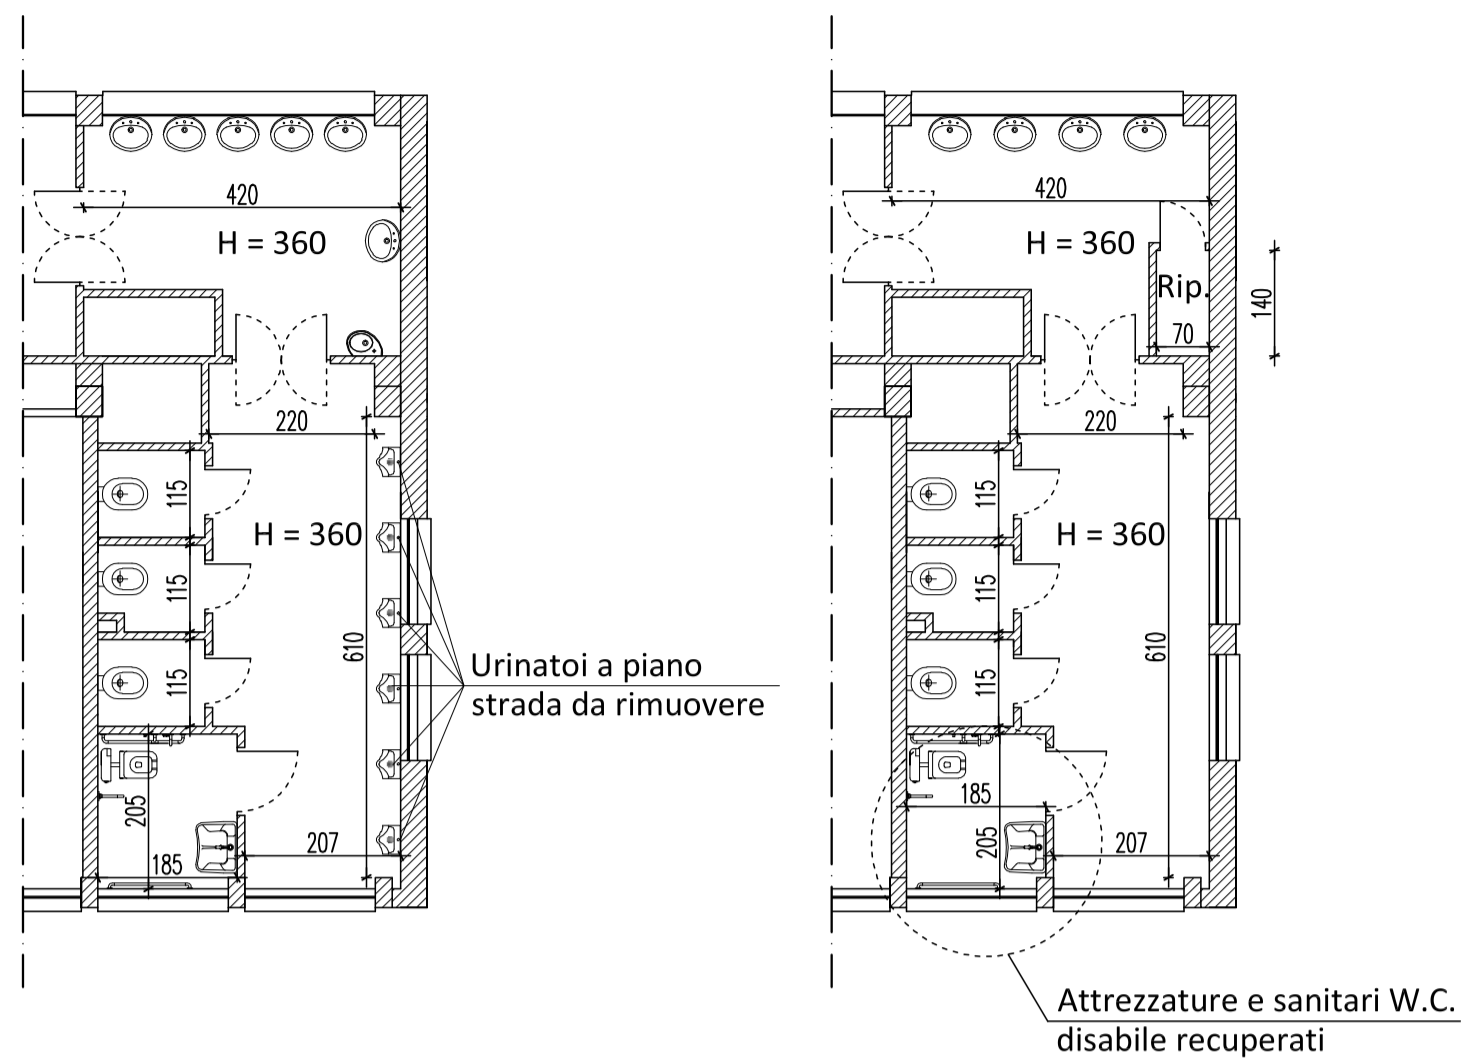 420
H = 360
220
115
H = 360
115
610
115
Urinatoi a piano
strada da rimuovere
205
207
185
420
H = 360
Rip.
140
70
220
115
H = 360
115
610
115
185
205
207
Attrezzature e sanitari W.C.
disabile recuperati